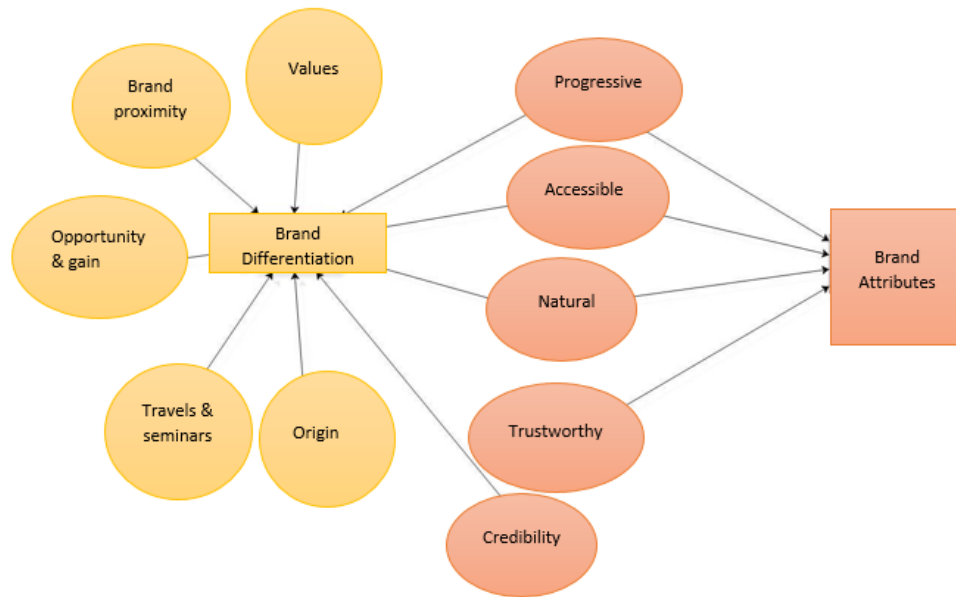 Values
Brand
proximity
Progressive
Accessible
Opportunity
& gain
Brand
Differentiation
Brand
Attributes
Natural
Travels &
seminars
Origin
Trustworthy
Credibility